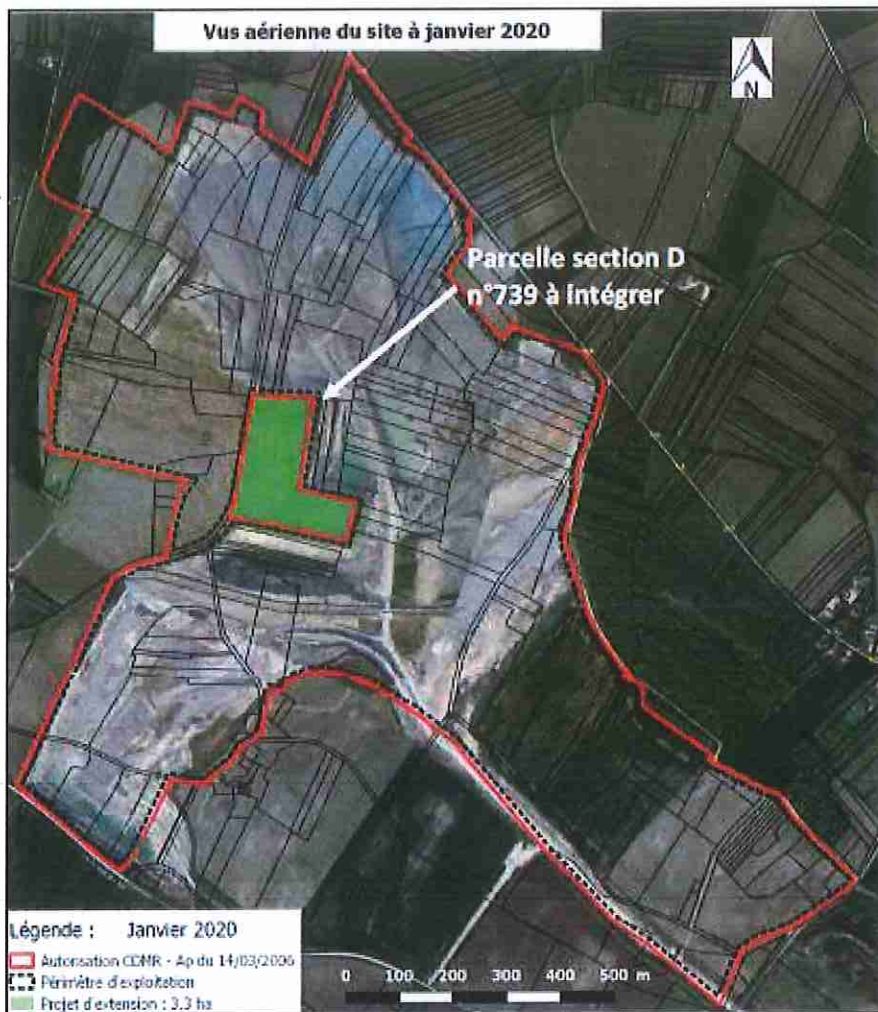 Vus aérienne du site à janvier 2020
N
Parcelle section D
n°739 à intégrer
Légende : Janvier 2020
Autorisation CDMR - Ap du 14/03/2006
Périmètre d'exploitation
Projet d'extension : 3.3 ha
0 100 200 300 400 500 m